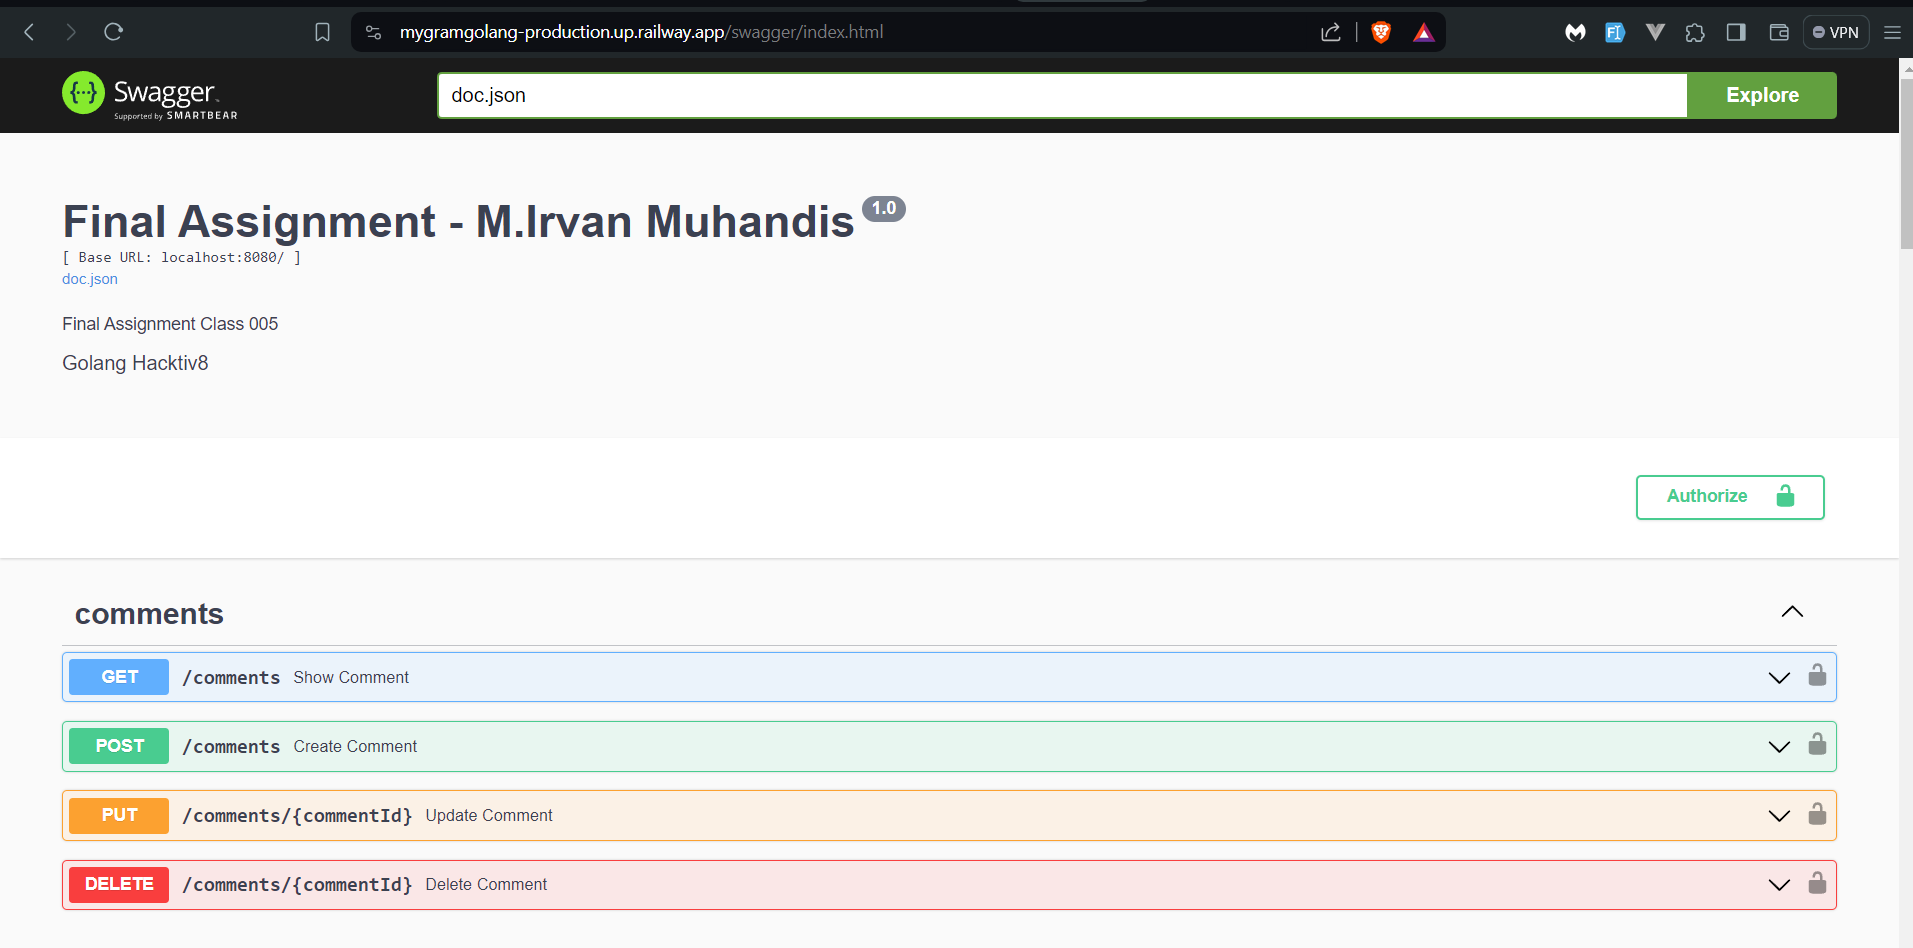 mygramgolang-production.up.railway.app/swagger/index.html
VPN
{···} Swagger™
Supported by SMARTBEAR
doc.json
Explore
Final Assignment - M.Irvan Muhandis 1.0
[ Base URL: localhost:8080/ ]
doc.json
Final Assignment Class 005
Golang Hacktiv8
Authorize
comments
GET /comments Show Comment
POST /comments Create Comment
PUT /comments/{commentId} Update Comment
DELETE /comments/{commentId} Delete Comment